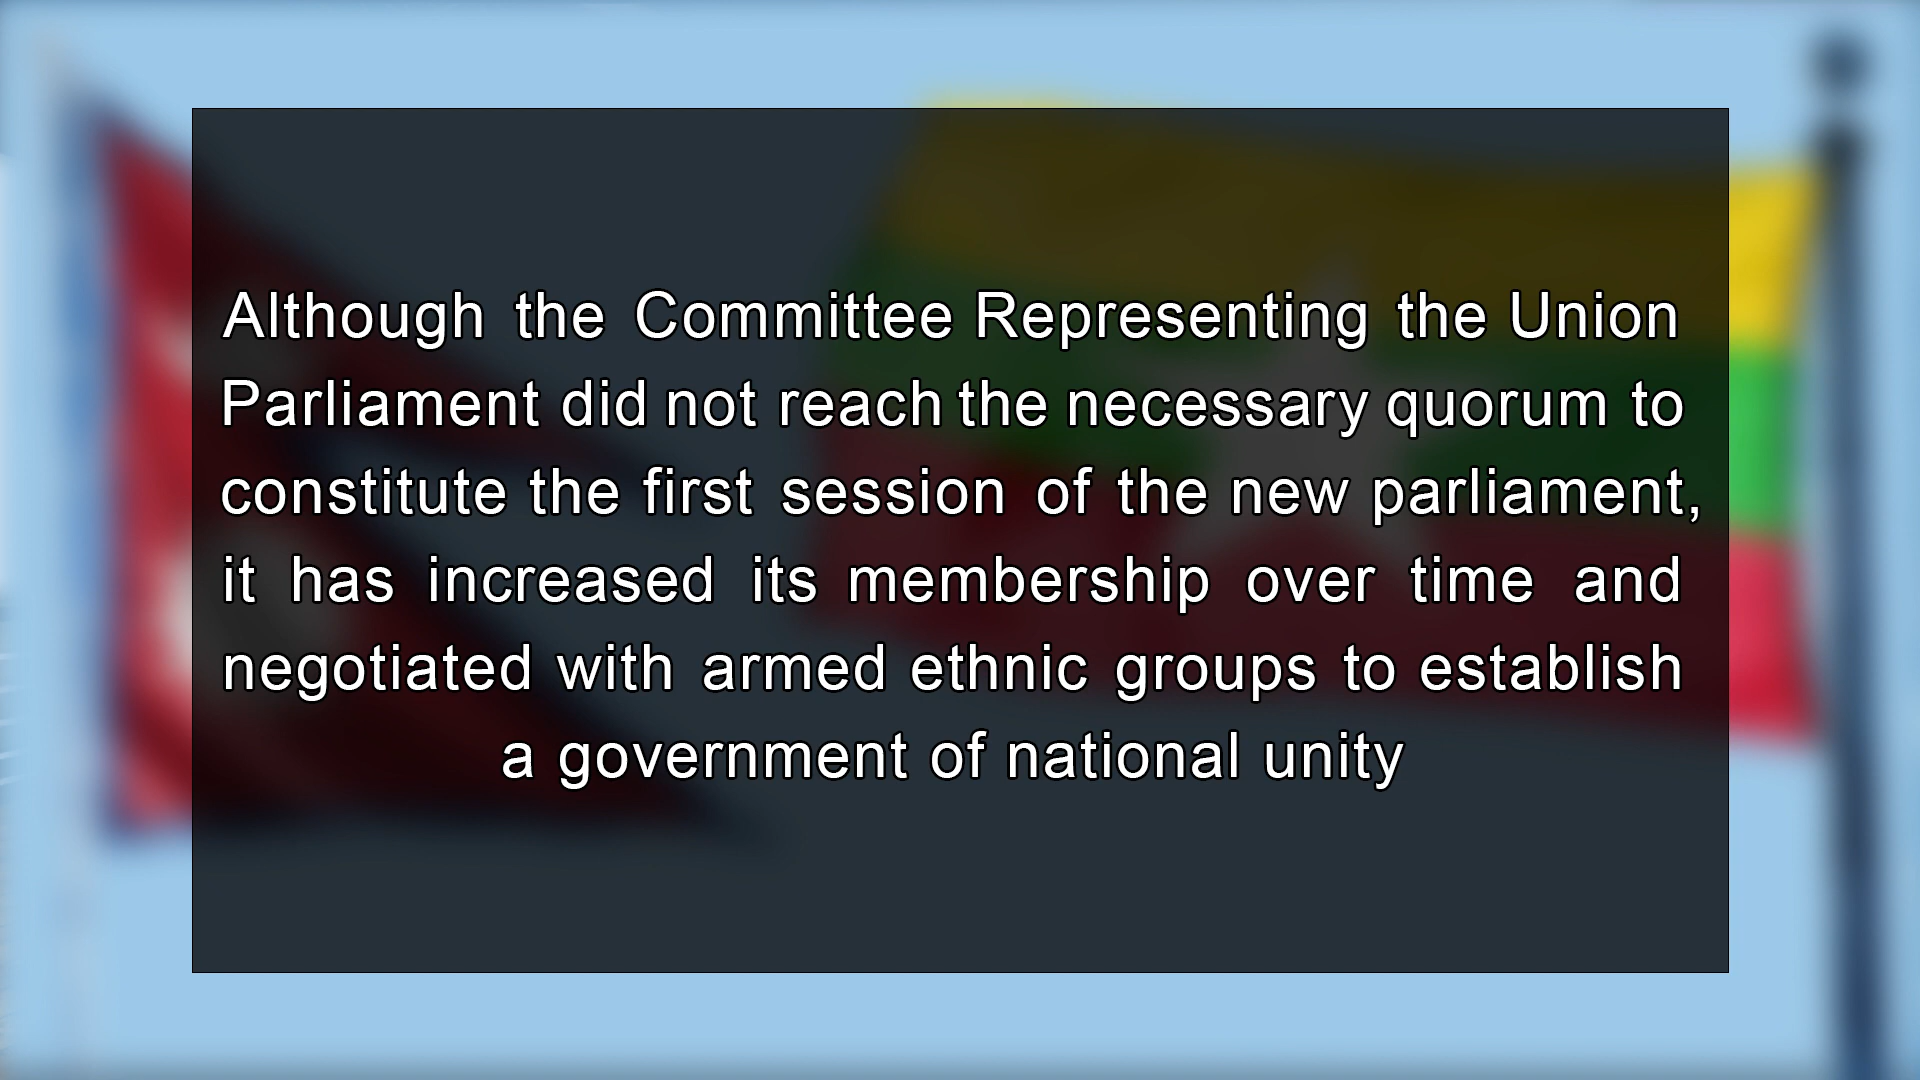 Although the Committee Representing the Union
Parliament did not reach the necessary quorum to
constitute the first session of the new parliament,
it has increased its membership over time and
negotiated with armed ethnic groups to establish
a government of national unity